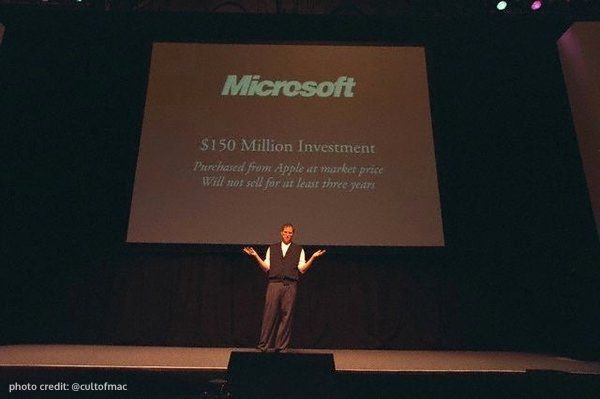 Microsoft
$150 Million Investment
Purchased from Apple at market price
Will not sell for at least three years
photo credit: @cultofmac